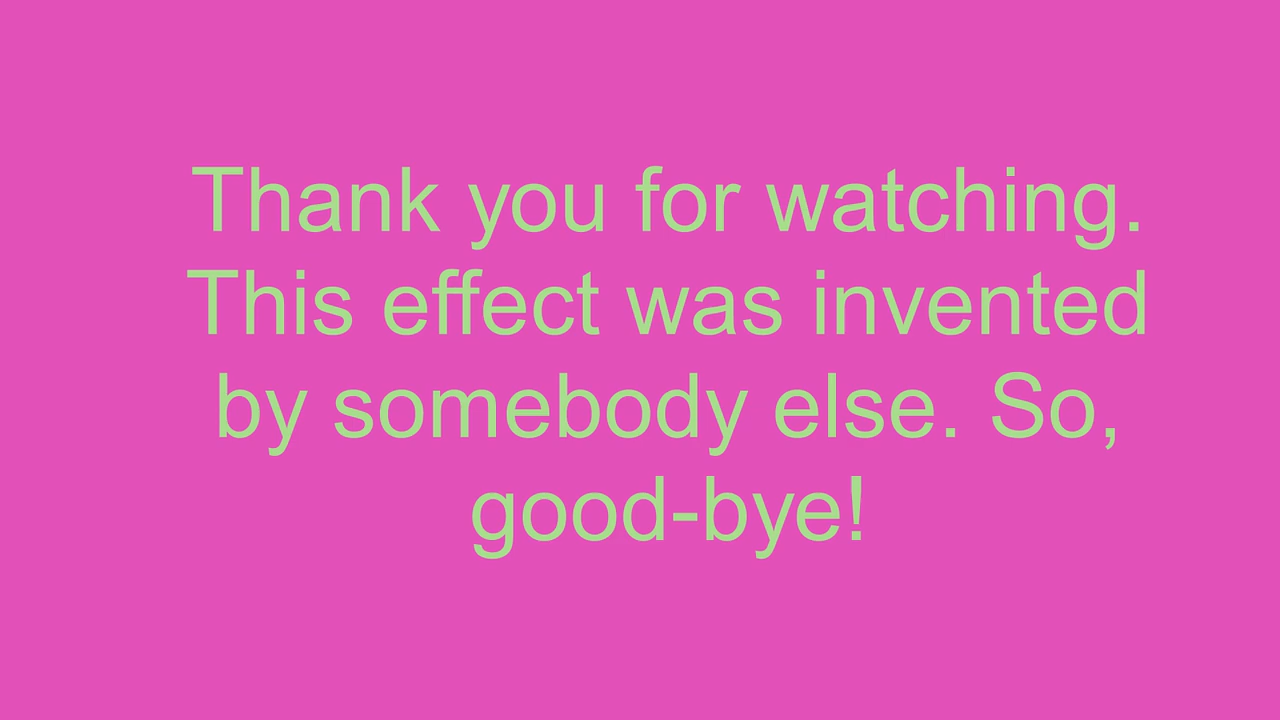 Thank you for watching.
This effect was invented
by somebody else. So,
good-bye!